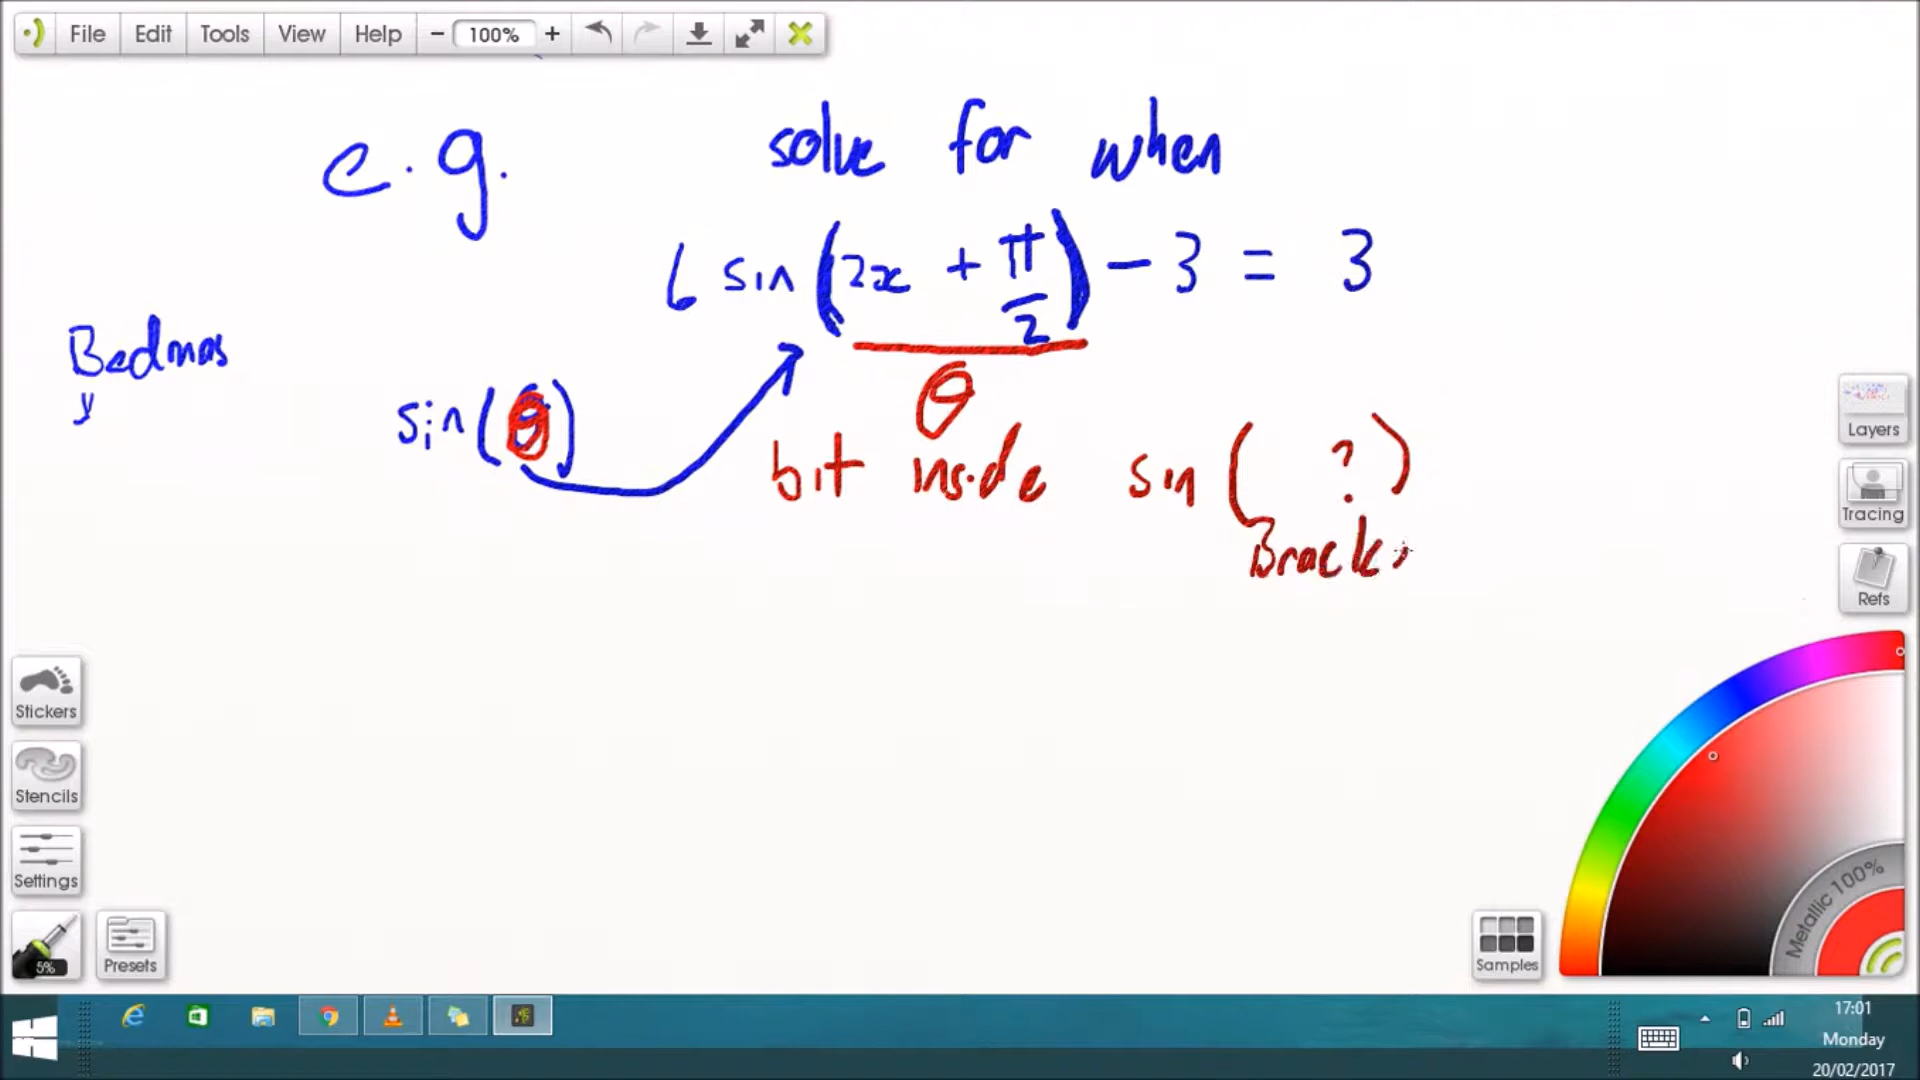 File Edit Tools View Help − 100% +
e.g. solve for when
6 sin(2x + π/2) − 3 = 3
Bedmas
sin(θ) θ
bit inside sin( ? )
Brack
Layers
Tracing
Refs
Stickers
Stencils
Settings
5% Presets
Samples
Metallic 100%
17:01
Monday
20/02/2017